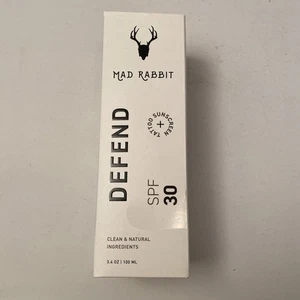 MAD RABBIT
DEFEND
TATTOO SUNSCREEN
+
SPF
30
CLEAN & NATURAL
INGREDIENTS
3.4 OZ | 100 ML